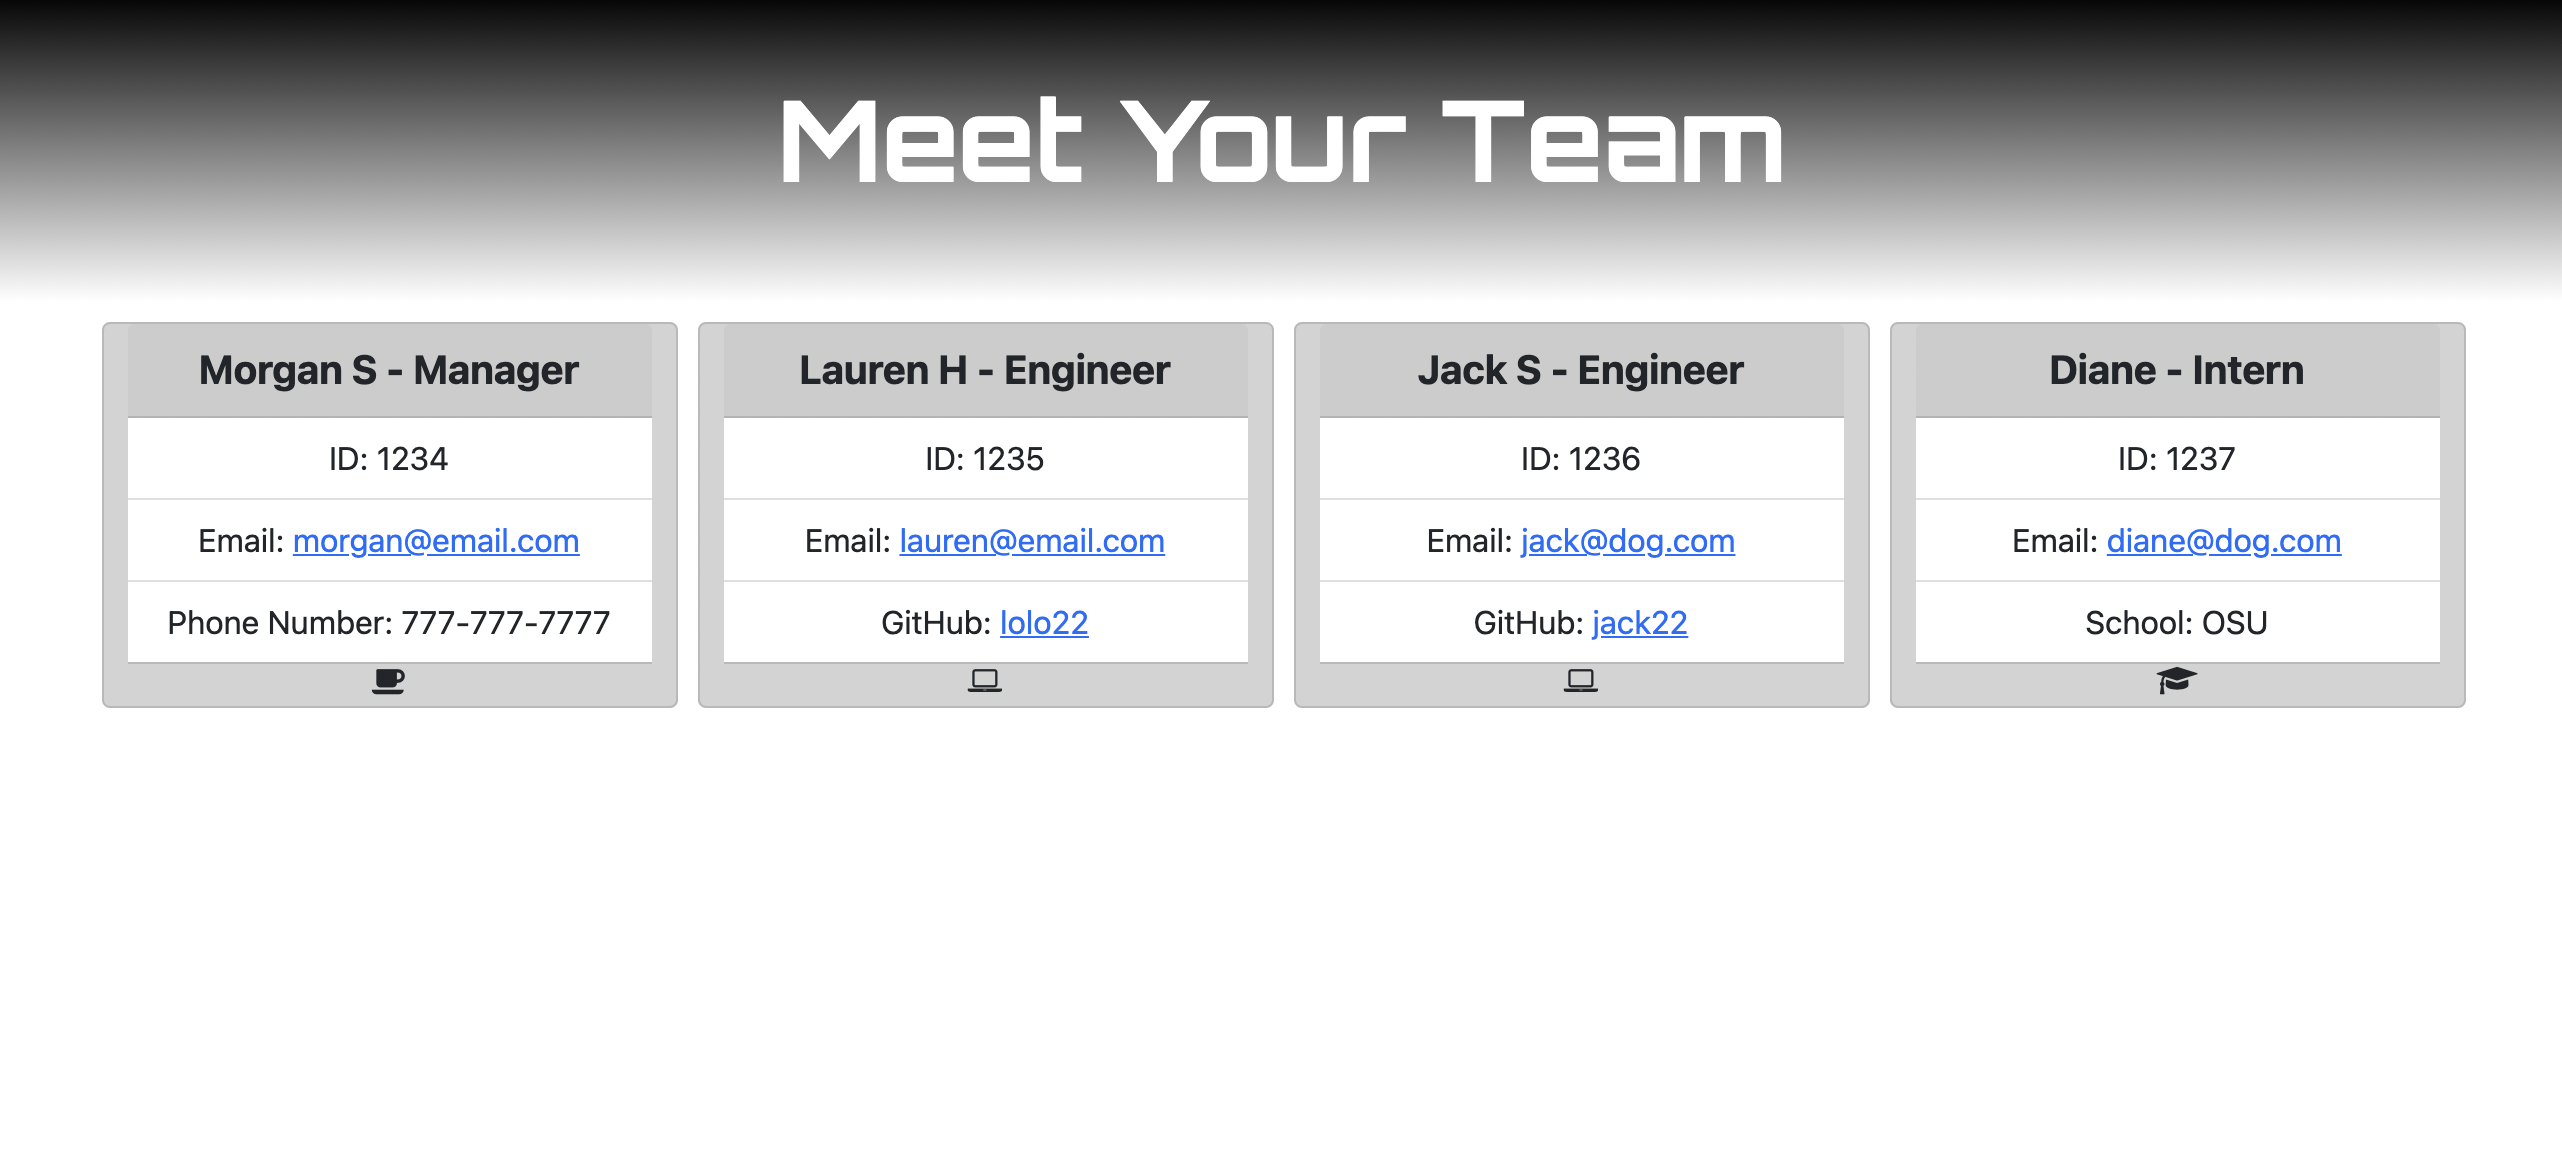 Meet Your Team
Morgan S - Manager
ID: 1234
Email: morgan@email.com
Phone Number: 777-777-7777
Lauren H - Engineer
ID: 1235
Email: lauren@email.com
GitHub: lolo22
Jack S - Engineer
ID: 1236
Email: jack@dog.com
GitHub: jack22
Diane - Intern
ID: 1237
Email: diane@dog.com
School: OSU